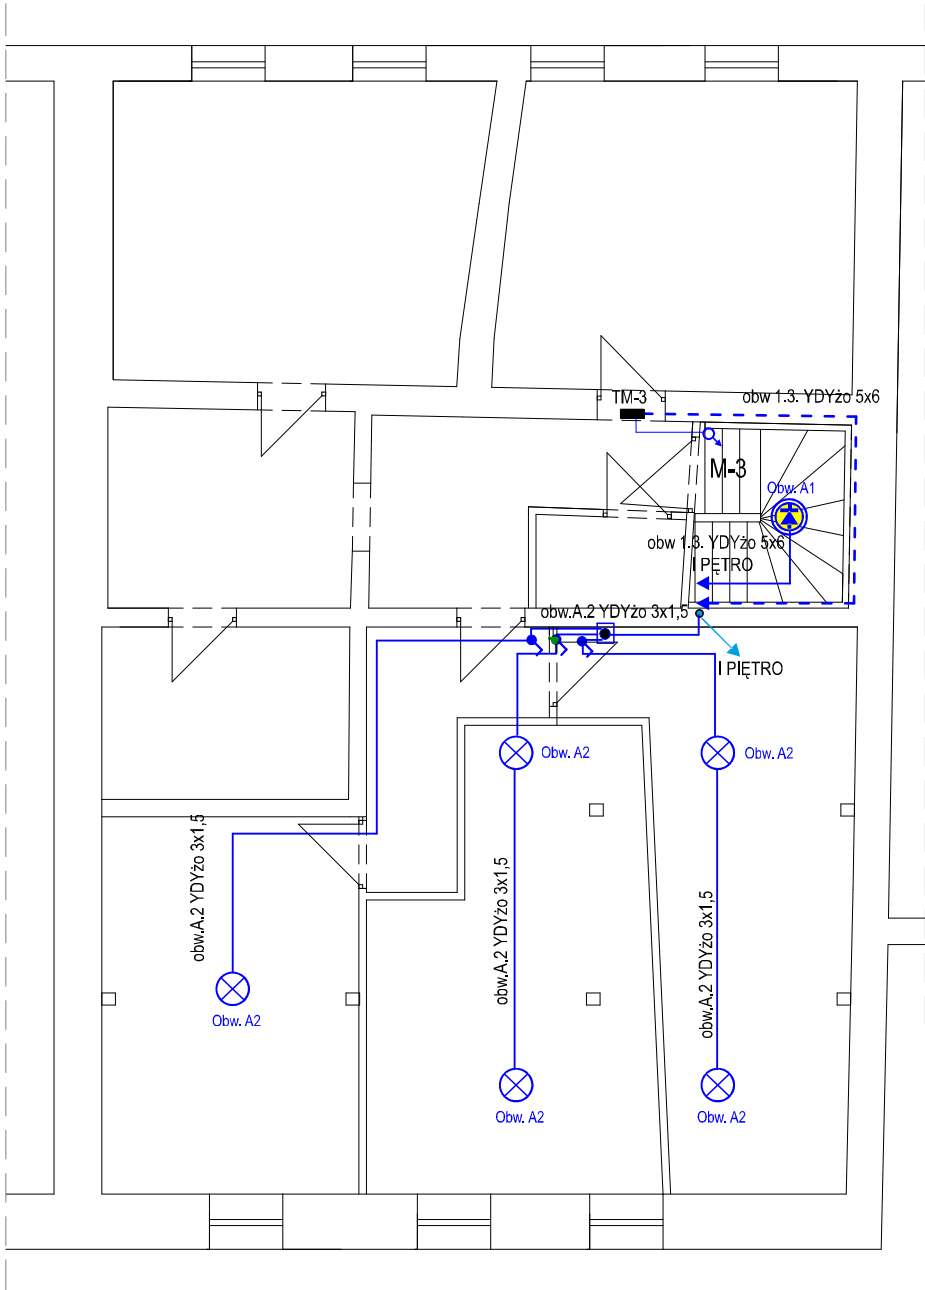 TM-3
obw 1.3. YDYżo 5x6
M-3
Obw. A1
obw 1.3. YDYżo 5x6
I PĘTRO
obw.A.2 YDYżo 3x1,5
I PIĘTRO
Obw. A2
Obw. A2
obw.A.2 YDYżo 3x1,5
obw.A.2 YDYżo 3x1,5
obw.A.2 YDYżo 3x1,5
Obw. A2
Obw. A2
Obw. A2